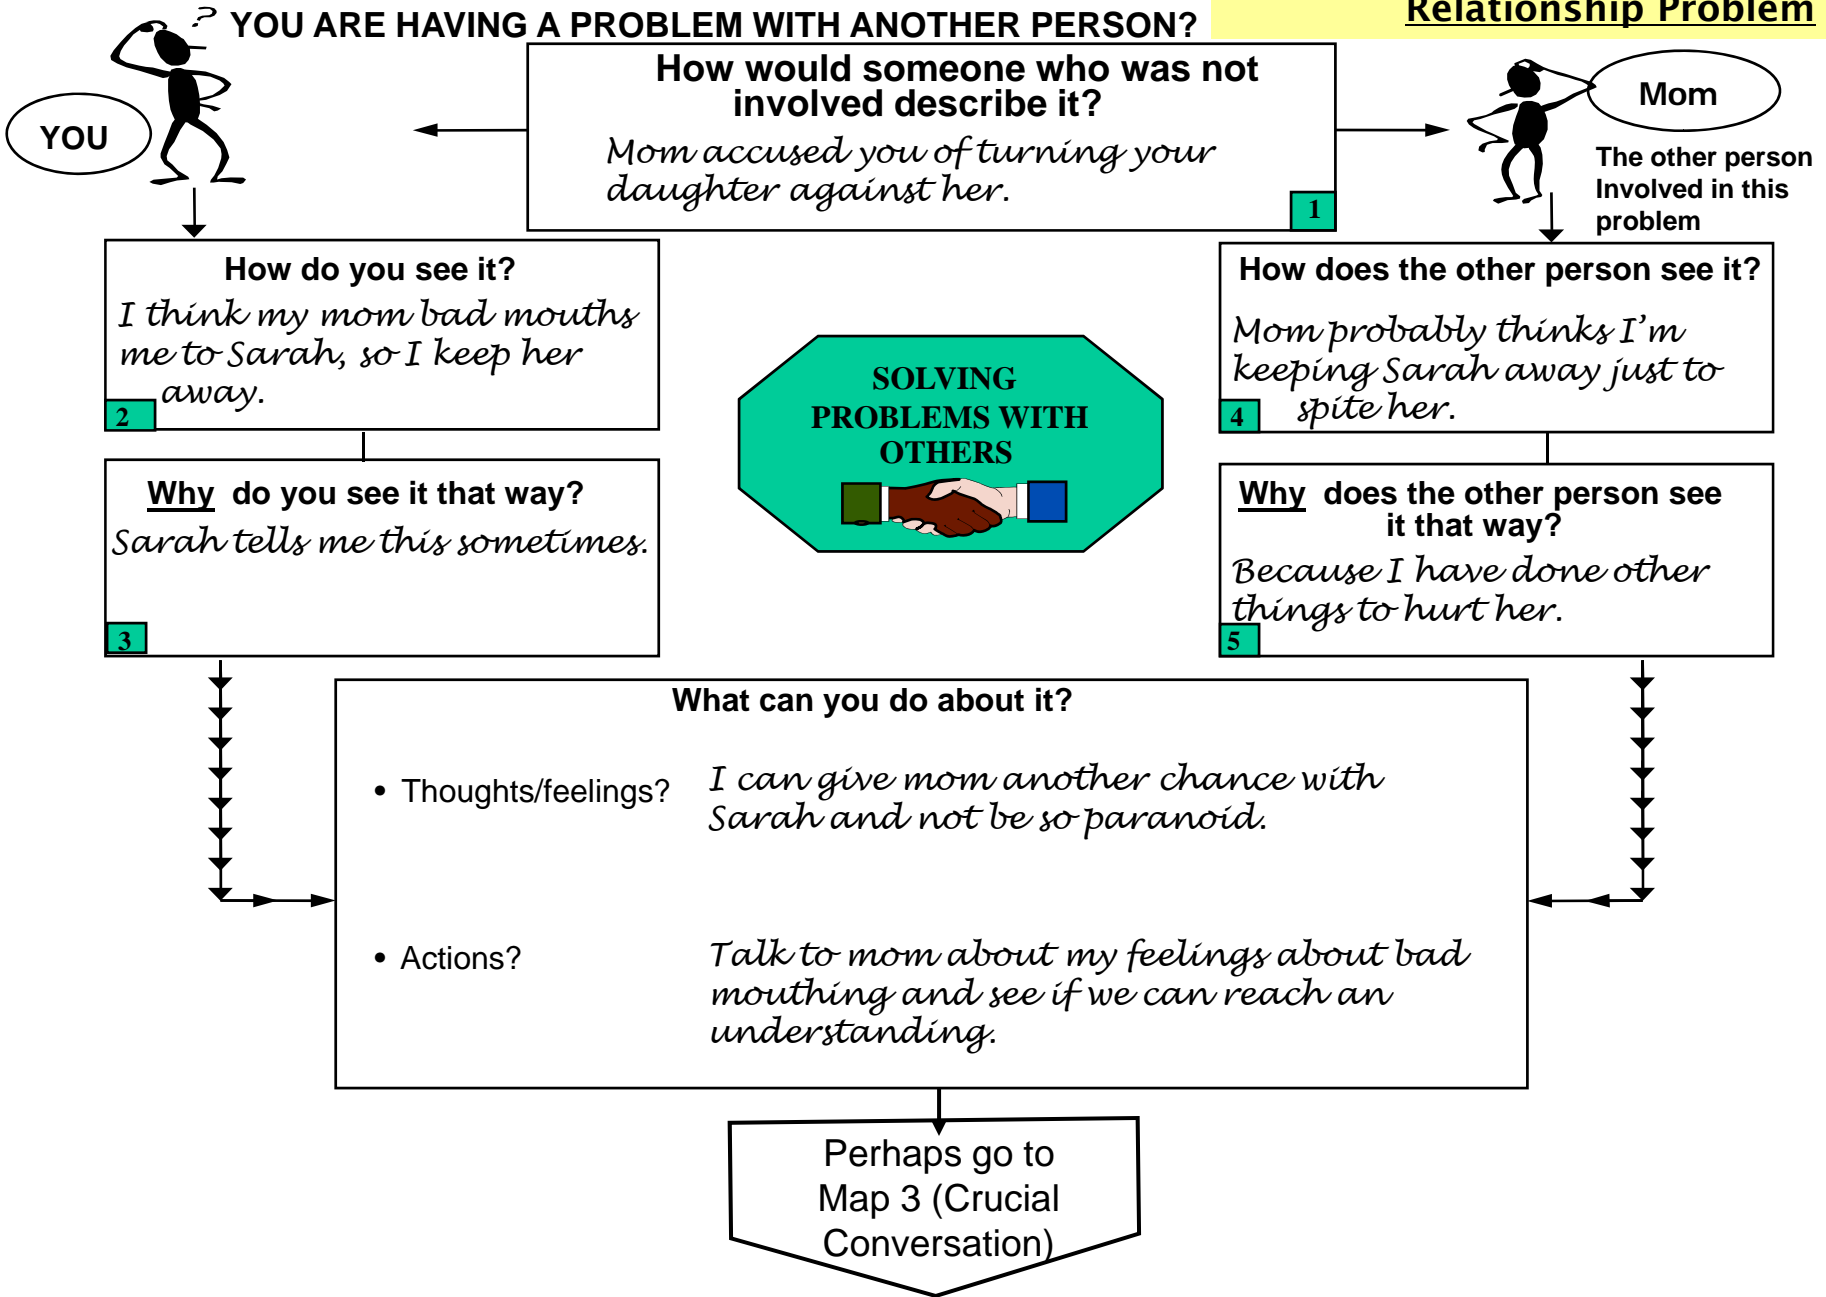 Relationship Problem
YOU ARE HAVING A PROBLEM WITH ANOTHER PERSON?
?
YOU
How would someone who was not
involved describe it?
Mom accused you of turning your
daughter against her.
1
Mom
The other person
Involved in this
problem
How do you see it?
I think my mom bad mouths
me to Sarah, so I keep her
away.
2
Why do you see it that way?
Sarah tells me this sometimes.
3
SOLVING
PROBLEMS WITH
OTHERS
How does the other person see it?
Mom probably thinks I'm
keeping Sarah away just to
spite her.
4
Why does the other person see
it that way?
Because I have done other
things to hurt her.
5
What can you do about it?
• Thoughts/feelings?
I can give mom another chance with
Sarah and not be so paranoid.
• Actions?
Talk to mom about my feelings about bad
mouthing and see if we can reach an
understanding.
Perhaps go to
Map 3 (Crucial
Conversation)